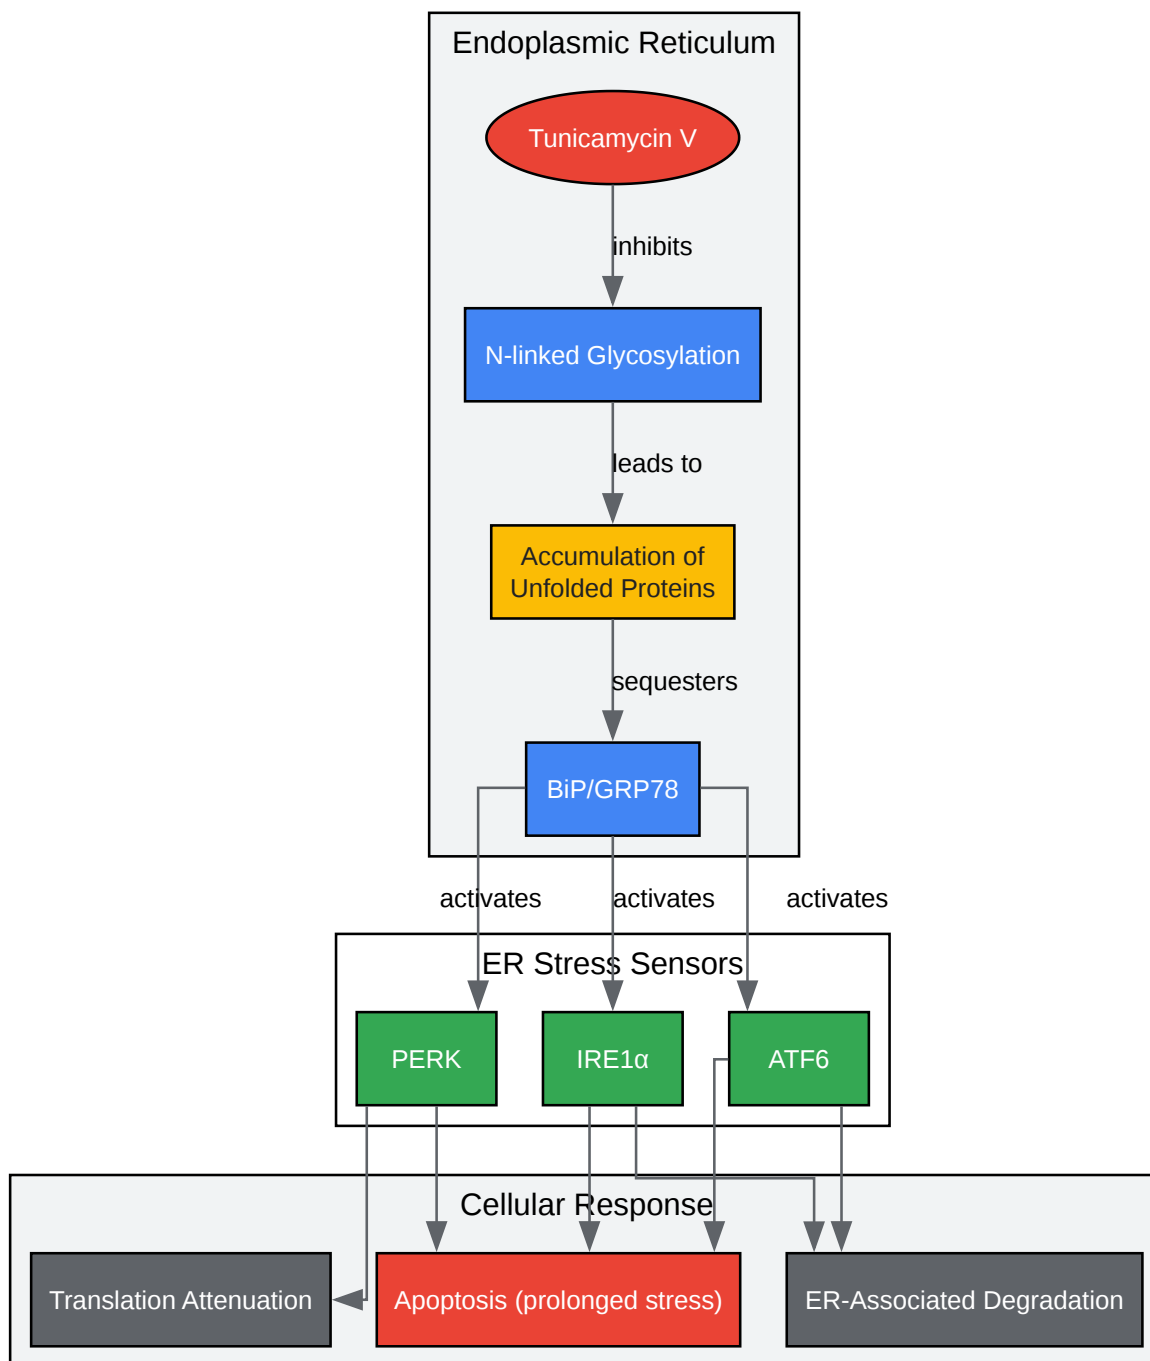 Endoplasmic Reticulum
Tunicamycin V
inhibits
N-linked Glycosylation
leads to
Accumulation of
Unfolded Proteins
sequesters
BiP/GRP78
activates
activates
activates
ER Stress Sensors
PERK
IRE1α
ATF6
Cellular Response
Translation Attenuation
Apoptosis (prolonged stress)
ER-Associated Degradation